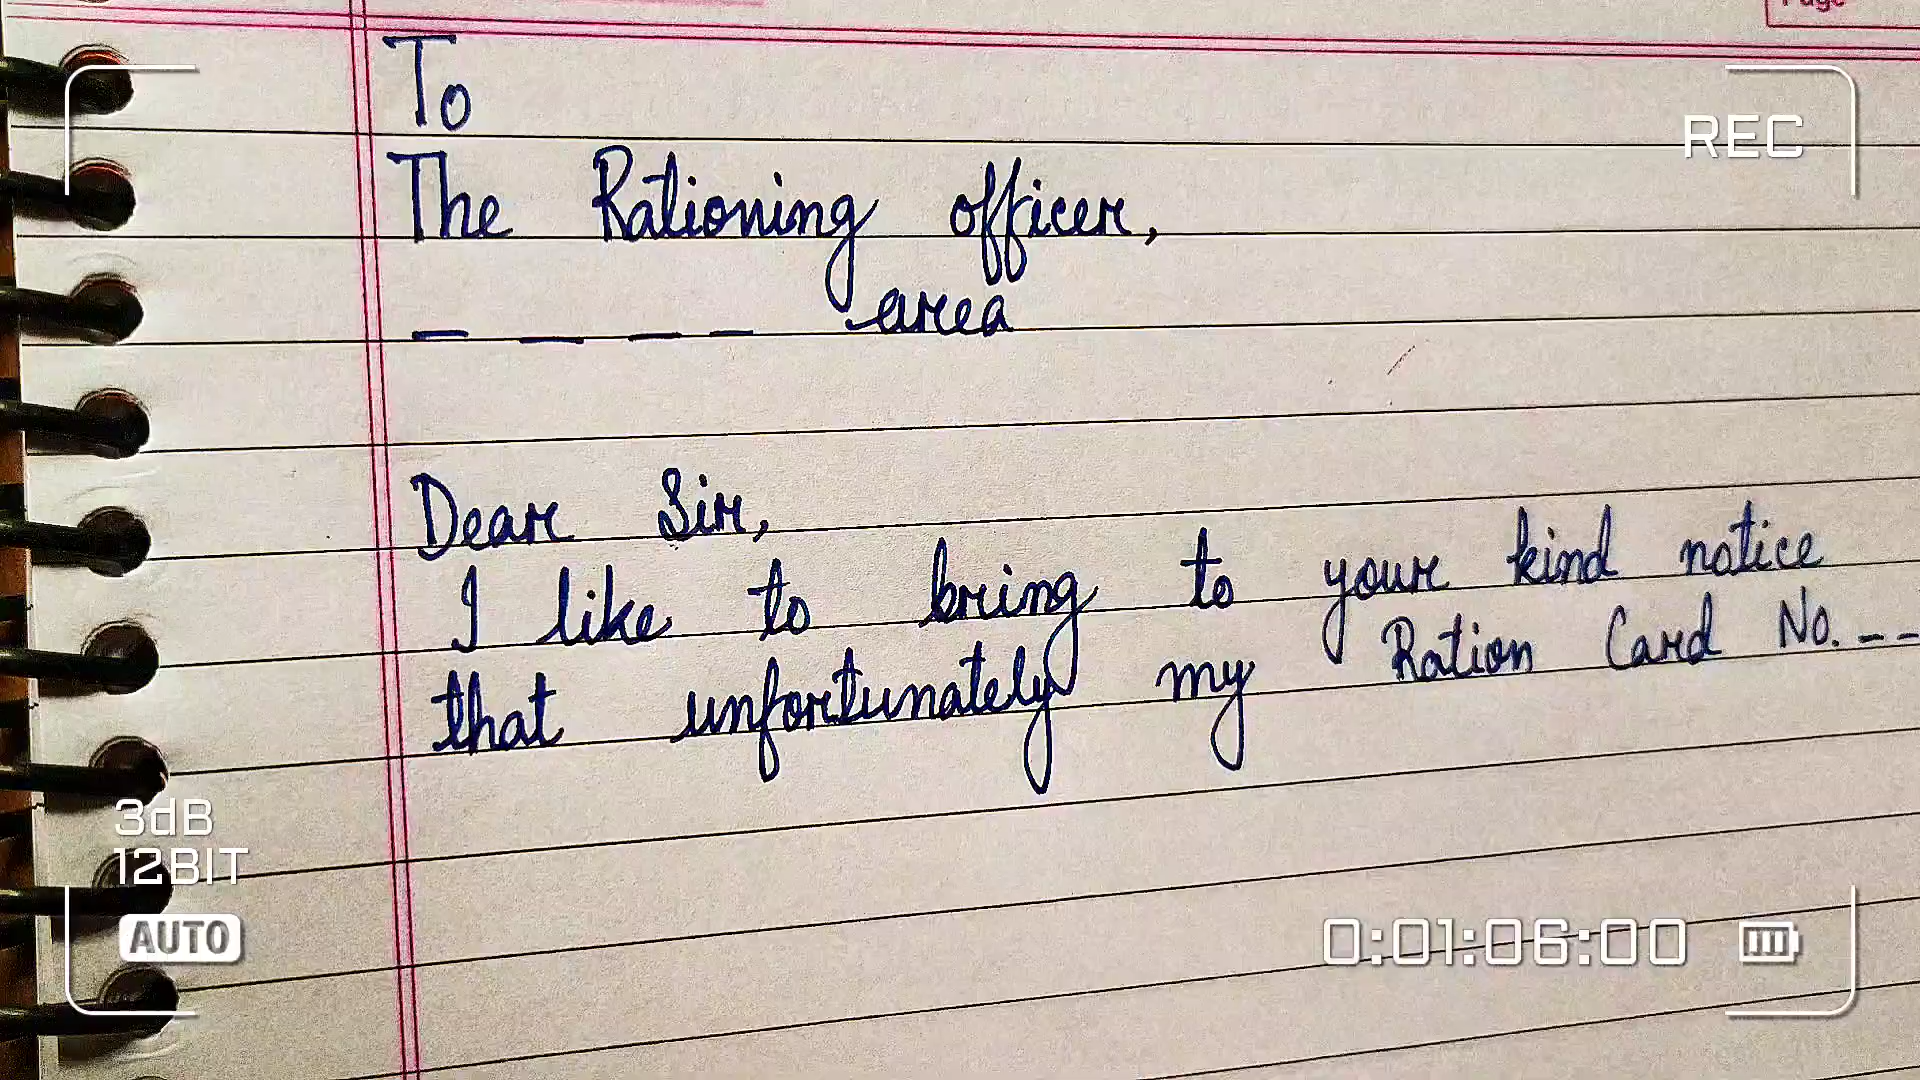 Page
To
REC
The Rationing officer,
_ _ _ _ area
Dear Sir,
I like to bring to your kind notice
that unfortunately my Ration Card No. --
3dB
12BIT
AUTO
0:01:06:00